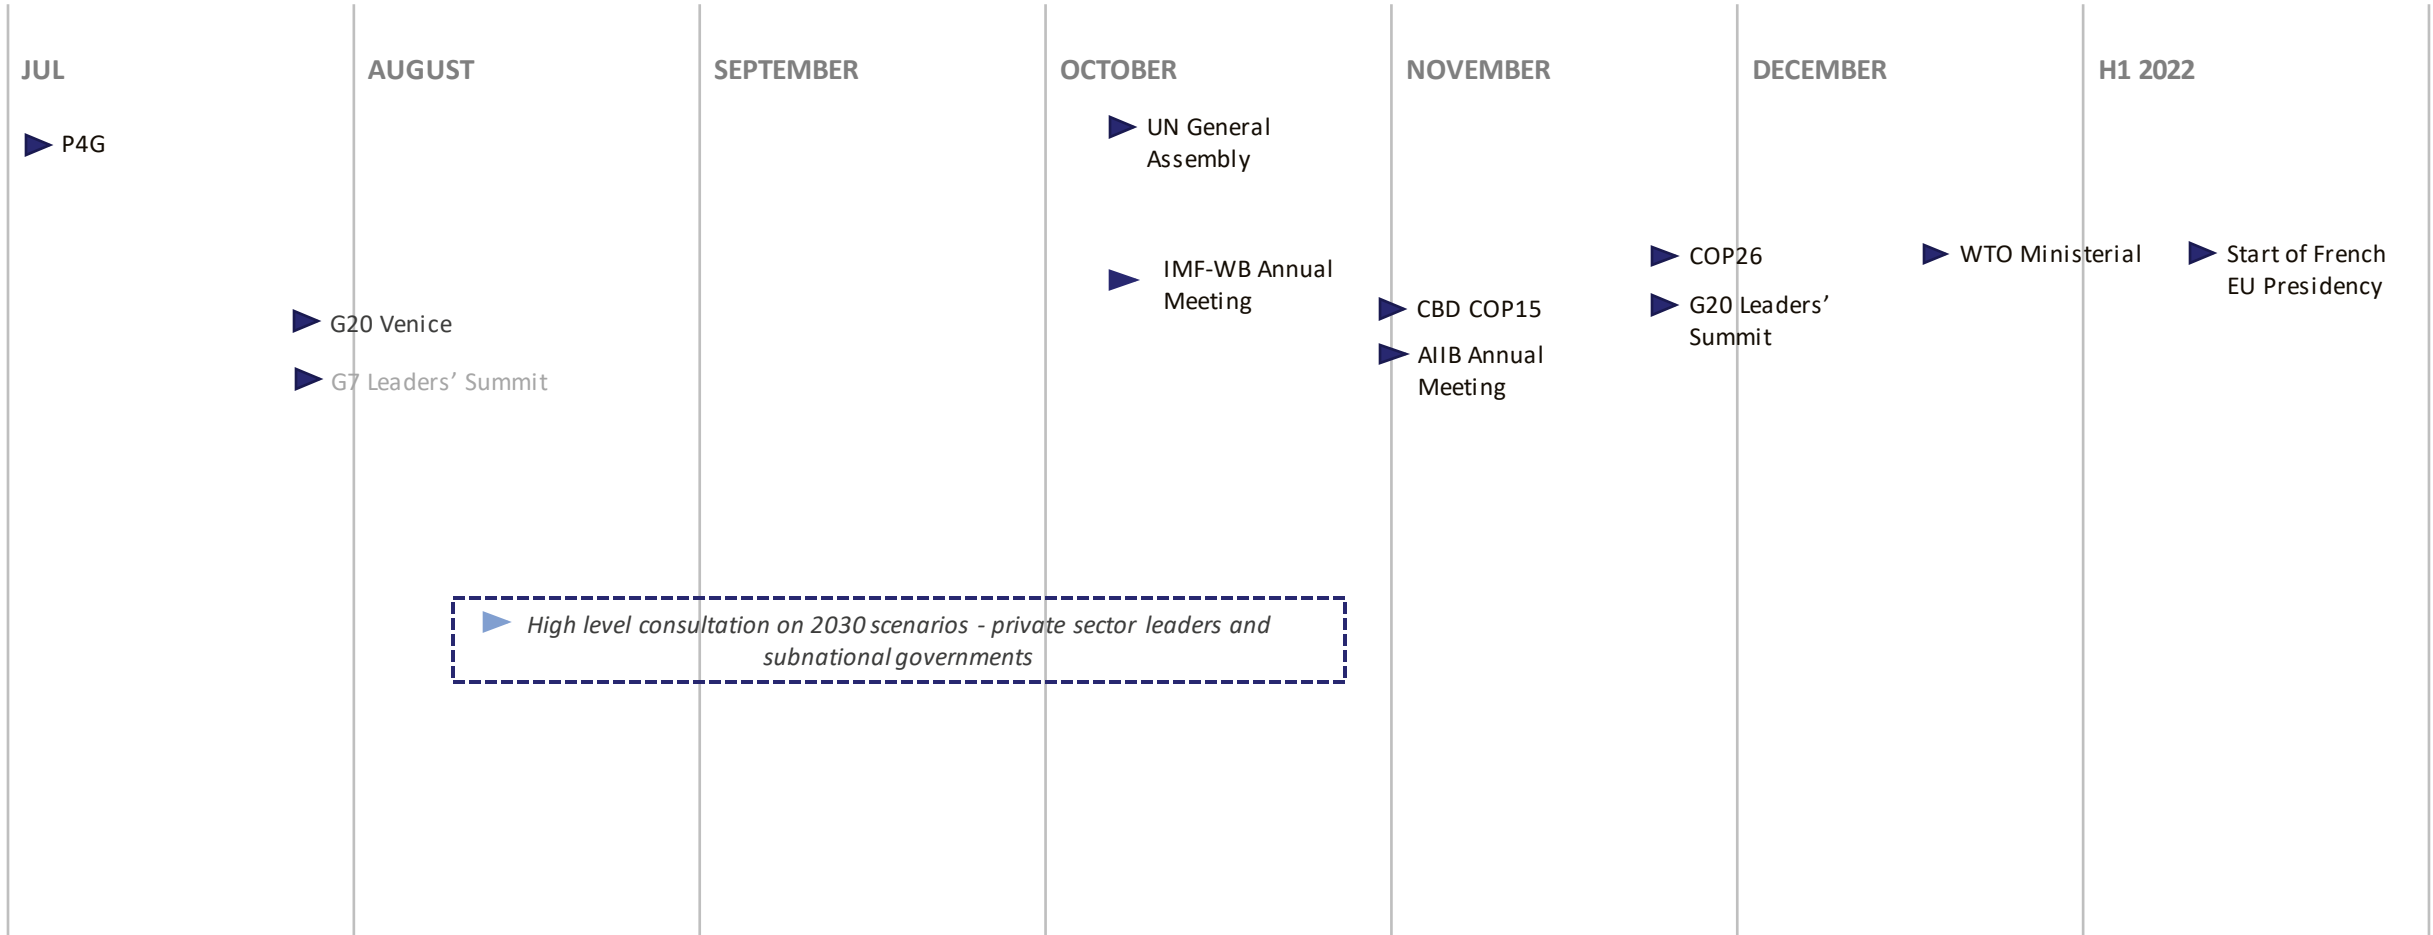 JUL
AUGUST
SEPTEMBER
OCTOBER
NOVEMBER
DECEMBER
H1 2022
P4G
UN General
Assembly
IMF-WB Annual
Meeting
COP26
WTO Ministerial
Start of French
EU Presidency
G20 Venice
CBD COP15
G20 Leaders’
Summit
G7 Leaders’ Summit
AIIB Annual
Meeting
High level consultation on 2030 scenarios - private sector leaders and
subnational governments